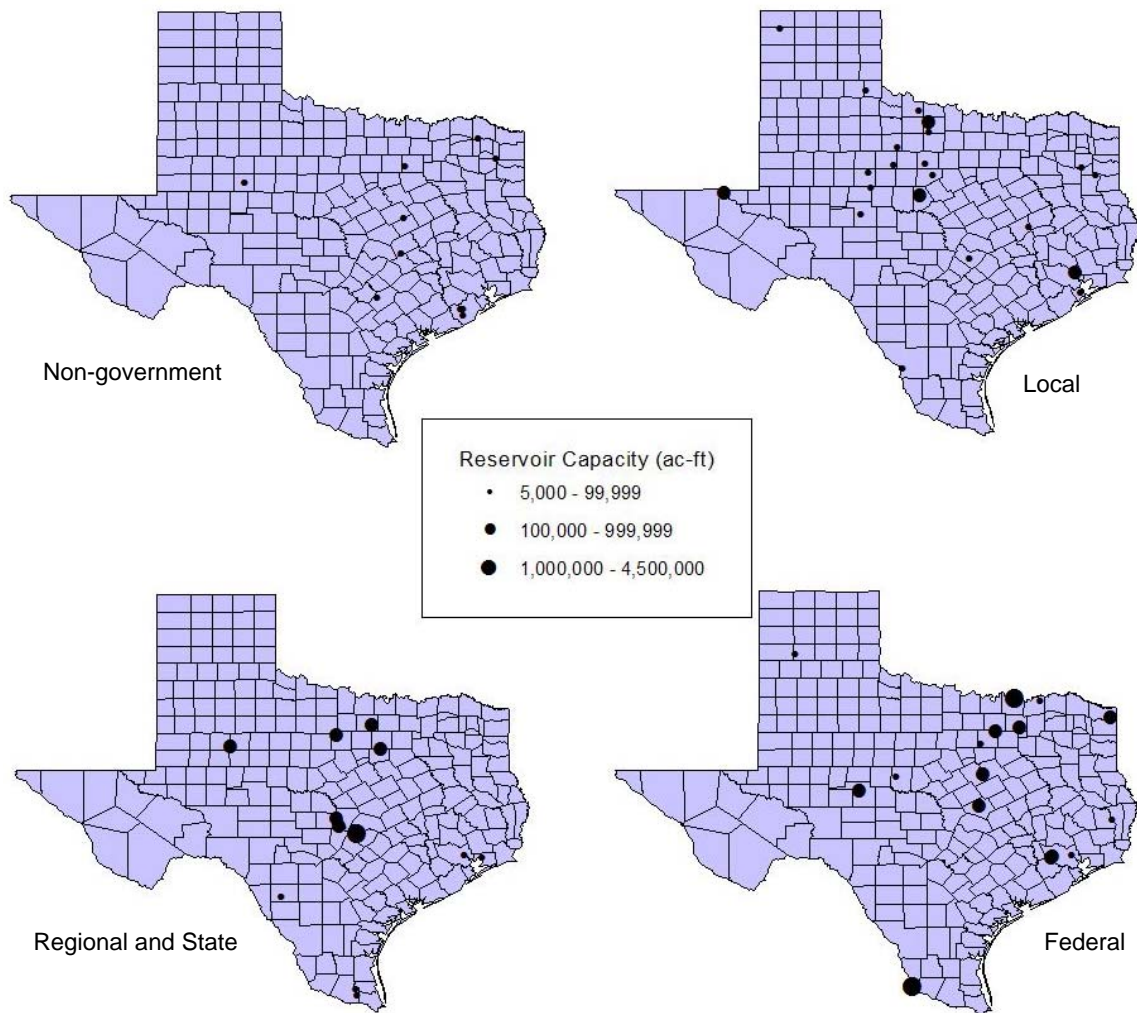 Non-government
Local
Reservoir Capacity (ac-ft)
5,000 - 99,999
100,000 - 999,999
1,000,000 - 4,500,000
Regional and State
Federal